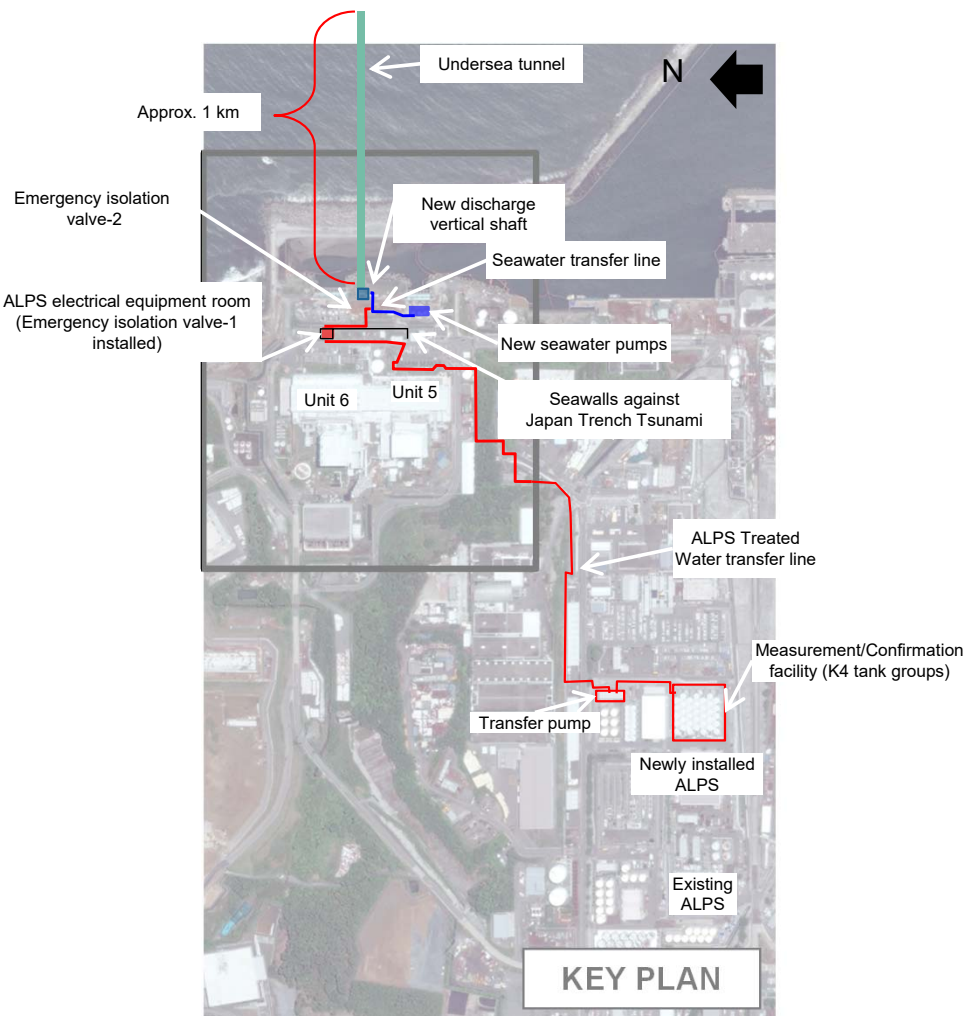 Undersea tunnel
N
Approx. 1 km
Emergency isolation
valve-2
New discharge
vertical shaft
Seawater transfer line
ALPS electrical equipment room
(Emergency isolation valve-1
installed)
New seawater pumps
Unit 6
Unit 5
Seawalls against
Japan Trench Tsunami
ALPS Treated
Water transfer line
Measurement/Confirmation
facility (K4 tank groups)
Transfer pump
Newly installed
ALPS
Existing
ALPS
KEY PLAN